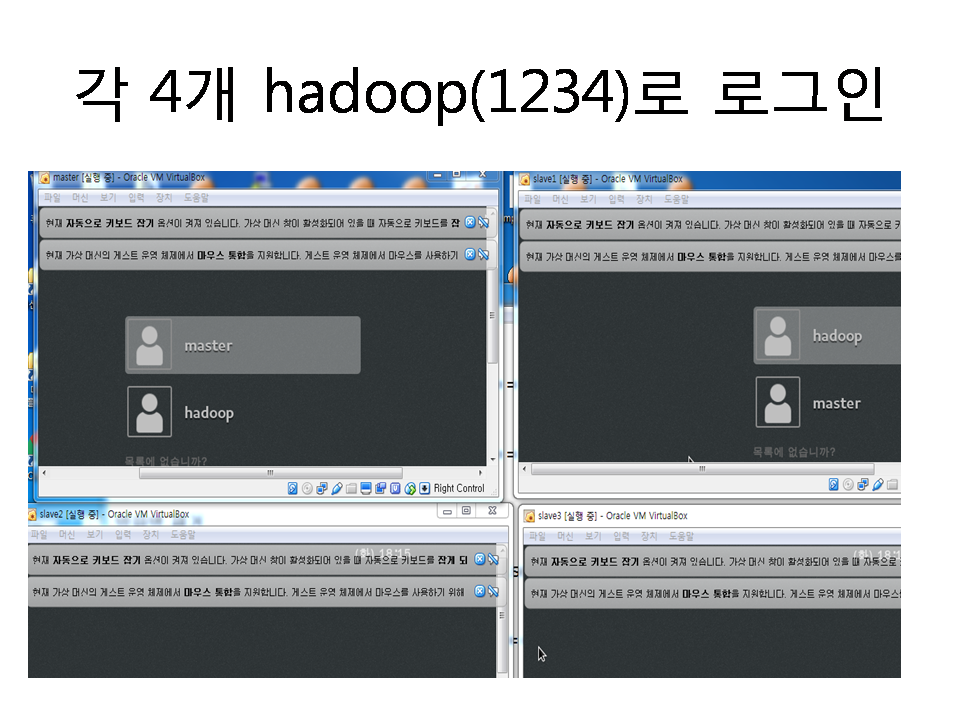 각 4개 hadoop(1234)로 로그인
master [실행 중] - Oracle VM VirtualBox
파일 머신 보기 입력 장치 도움말
현재 자동으로 키보드 잡기 옵션이 켜져 있습니다. 가상 머신 창이 활성화되어 있을 때 자동으로 키보드를 잡
현재 가상 머신의 게스트 운영 체제에서 마우스 통합을 지원합니다. 게스트 운영 체제에서 마우스를 사용하기
master
hadoop
목록에 없습니까?
Right Control
slave1 [실행 중] - Oracle VM VirtualBox
파일 머신 보기 입력 장치 도움말
현재 자동으로 키보드 잡기 옵션이 켜져 있습니다. 가상 머신 창이 활성화되어 있을 때 자동으로 키
현재 가상 머신의 게스트 운영 체제에서 마우스 통합을 지원합니다. 게스트 운영 체제에서 마우스를
hadoop
master
목록에 없습니까?
slave2 [실행 중] - Oracle VM VirtualBox
파일 머신 보기 입력 장치 도움말
(화) 18:15
현재 자동으로 키보드 잡기 옵션이 켜져 있습니다. 가상 머신 창이 활성화되어 있을 때 자동으로 키보드를 잡게 되
현재 가상 머신의 게스트 운영 체제에서 마우스 통합을 지원합니다. 게스트 운영 체제에서 마우스를 사용하기 위해
slave3 [실행 중] - Oracle VM VirtualBox
파일 머신 보기 입력 장치 도움말
현재 자동으로 키보드 잡기 옵션이 켜져 있습니다. 가상 머신 창이 활성화되어 있을 때 자동으로
현재 가상 머신의 게스트 운영 체제에서 마우스 통합을 지원합니다. 게스트 운영 체제에서 마우스